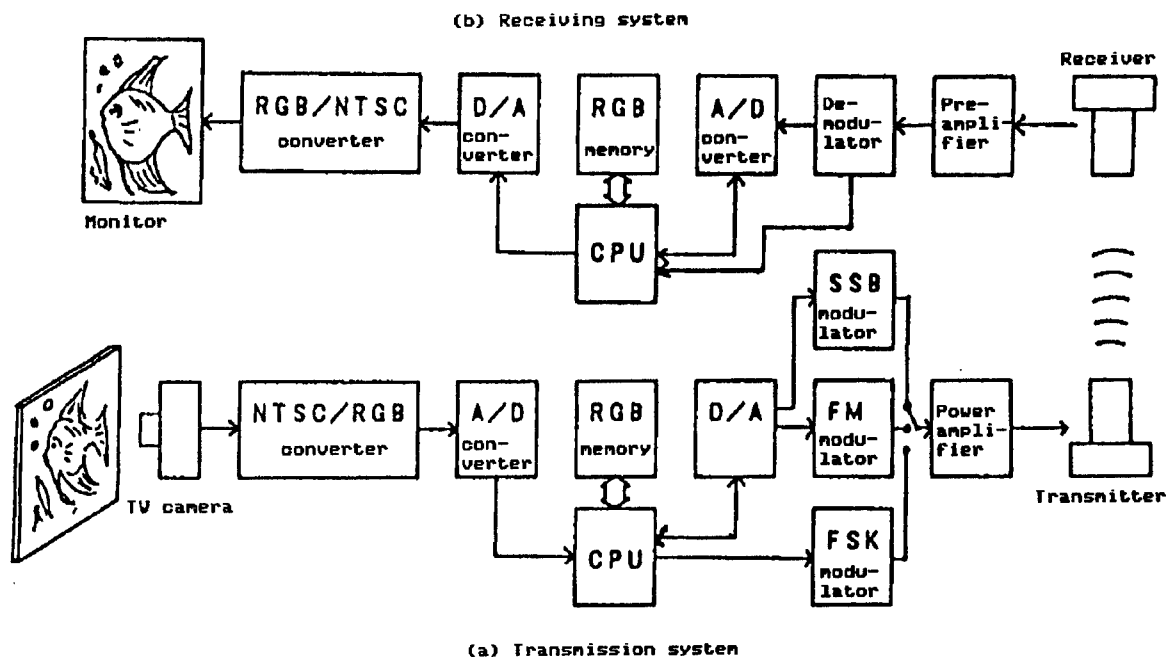 (b) Receiving system
Receiver
RGB/NTSC
converter
D/A
con-
verter
RGB
memory
A/D
con-
verter
De-
modu-
lator
Pre-
amplifi-
fier
Monitor
CPU
SSB
modu-
lator
NTSC/RGB
converter
A/D
con-
verter
RGB
memory
D/A
FM
modu-
lator
Power
ampli-
fier
TV camera
Transmitter
CPU
FSK
modu-
lator
(a) Transmission system